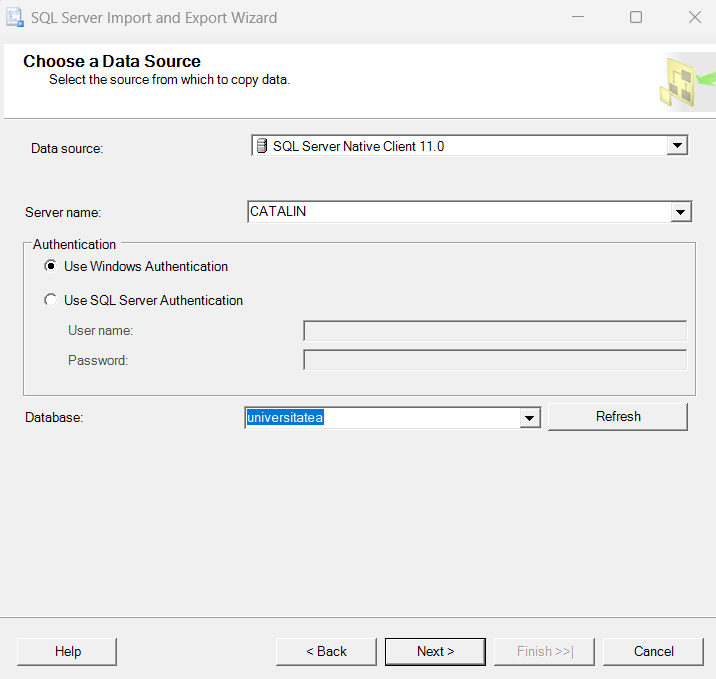 SQL Server Import and Export Wizard
Choose a Data Source
Select the source from which to copy data.
Data source: SQL Server Native Client 11.0
Server name: CATALIN
Authentication
Use Windows Authentication
Use SQL Server Authentication
User name:
Password:
Database: universitatea Refresh
Help < Back Next > Finish >>| Cancel